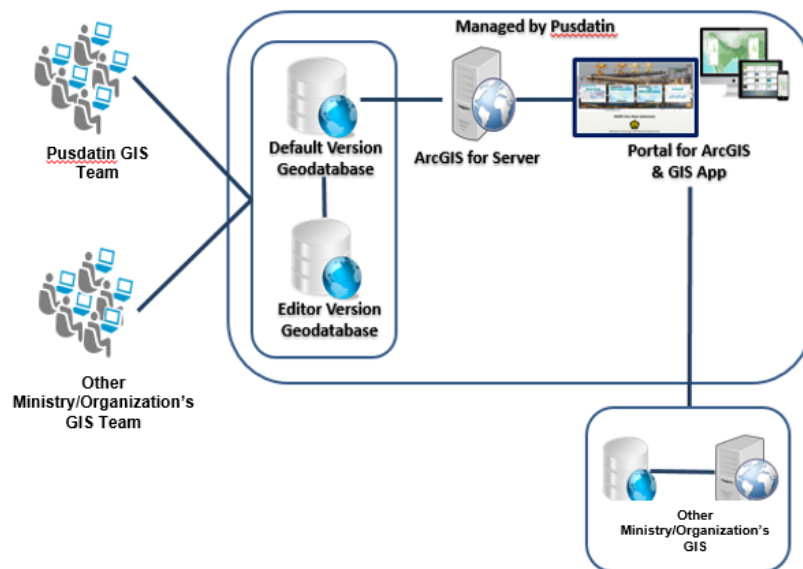 Managed by Pusdatin
Pusdatin GIS
Team
Default Version
Geodatabase
ArcGIS for Server
Portal for ArcGIS
& GIS App
Editor Version
Geodatabase
Other
Ministry/Organization's
GIS Team
Other
Ministry/Organization's
GIS